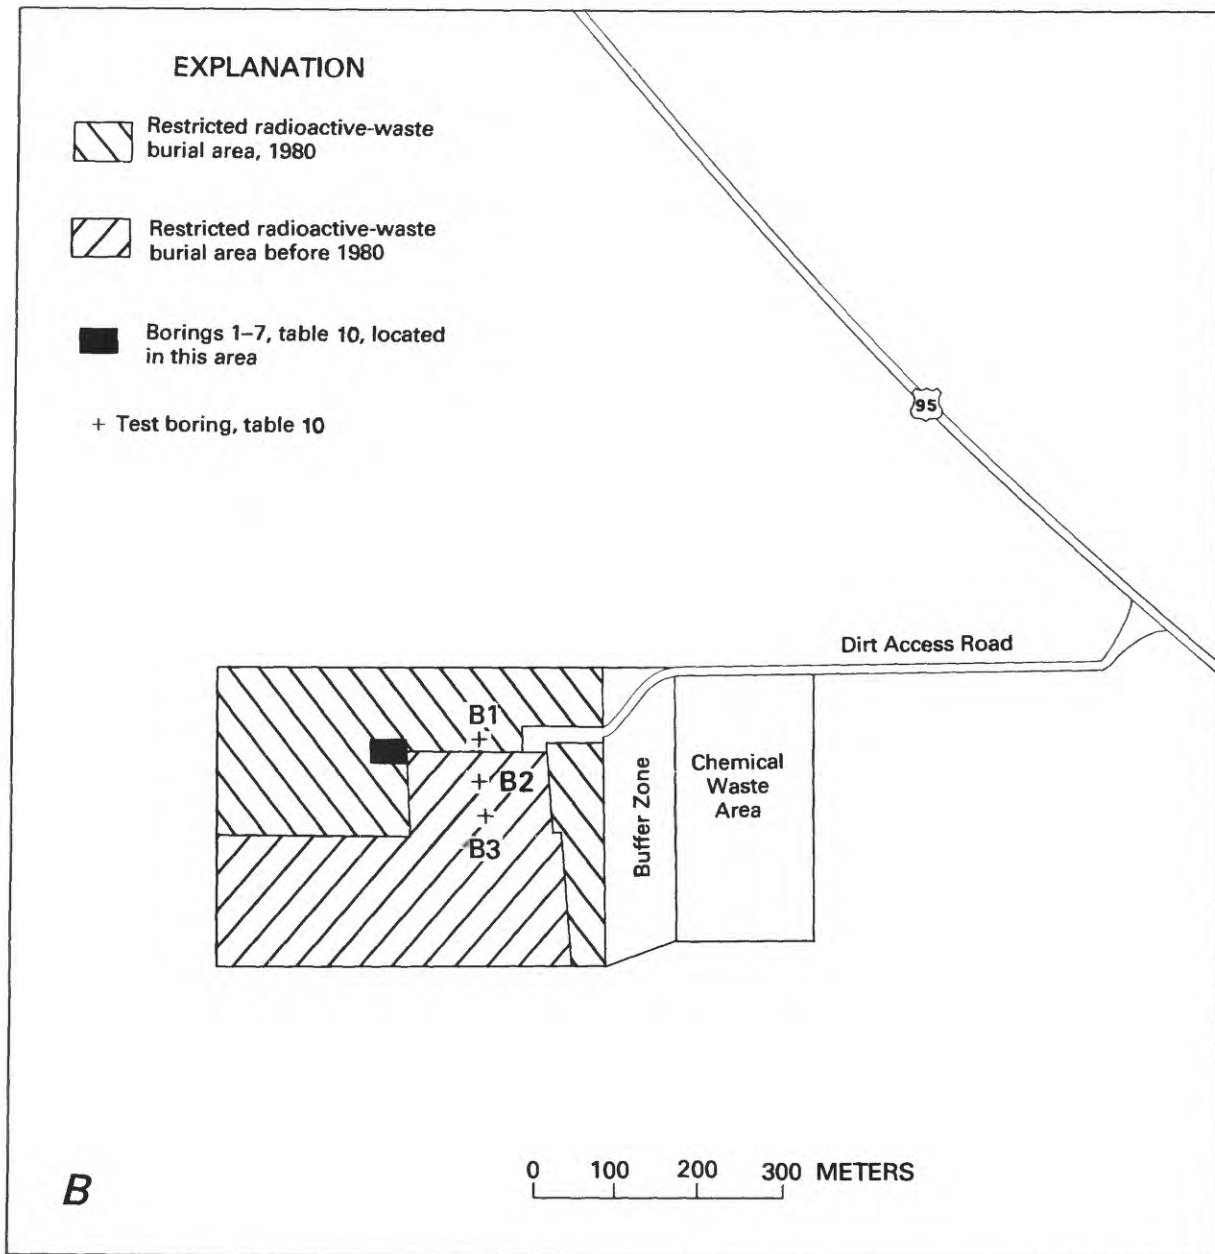 EXPLANATION
Restricted radioactive-waste
burial area, 1980
Restricted radioactive-waste
burial area before 1980
Borings 1–7, table 10, located
in this area
+ Test boring, table 10
95
Dirt Access Road
B1
B2
B3
Buffer Zone
Chemical
Waste
Area
B
0 100 200 300 METERS